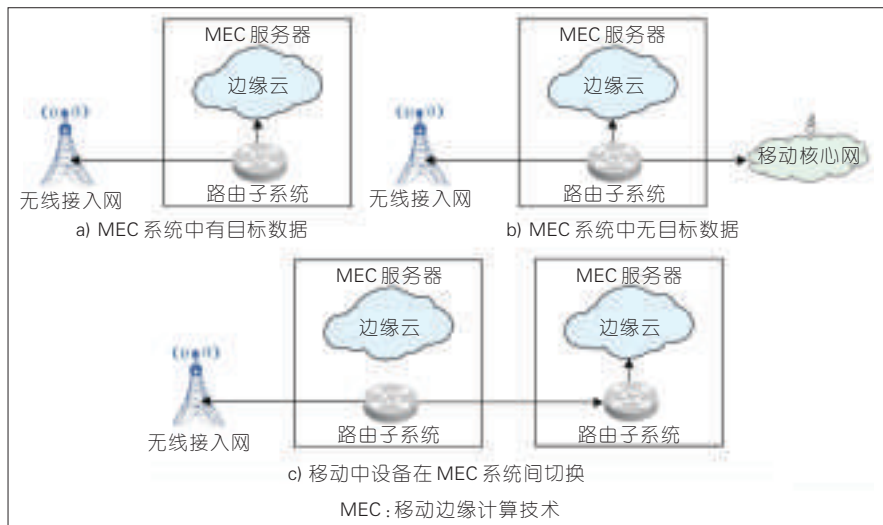 MEC 服务器
MEC 服务器
边缘云
边缘云
移动核心网
无线接入网
路由子系统
无线接入网
路由子系统
a) MEC 系统中有目标数据
b) MEC 系统中无目标数据
MEC 服务器
MEC 服务器
边缘云
边缘云
无线接入网
路由子系统
路由子系统
c) 移动中设备在 MEC 系统间切换
MEC：移动边缘计算技术